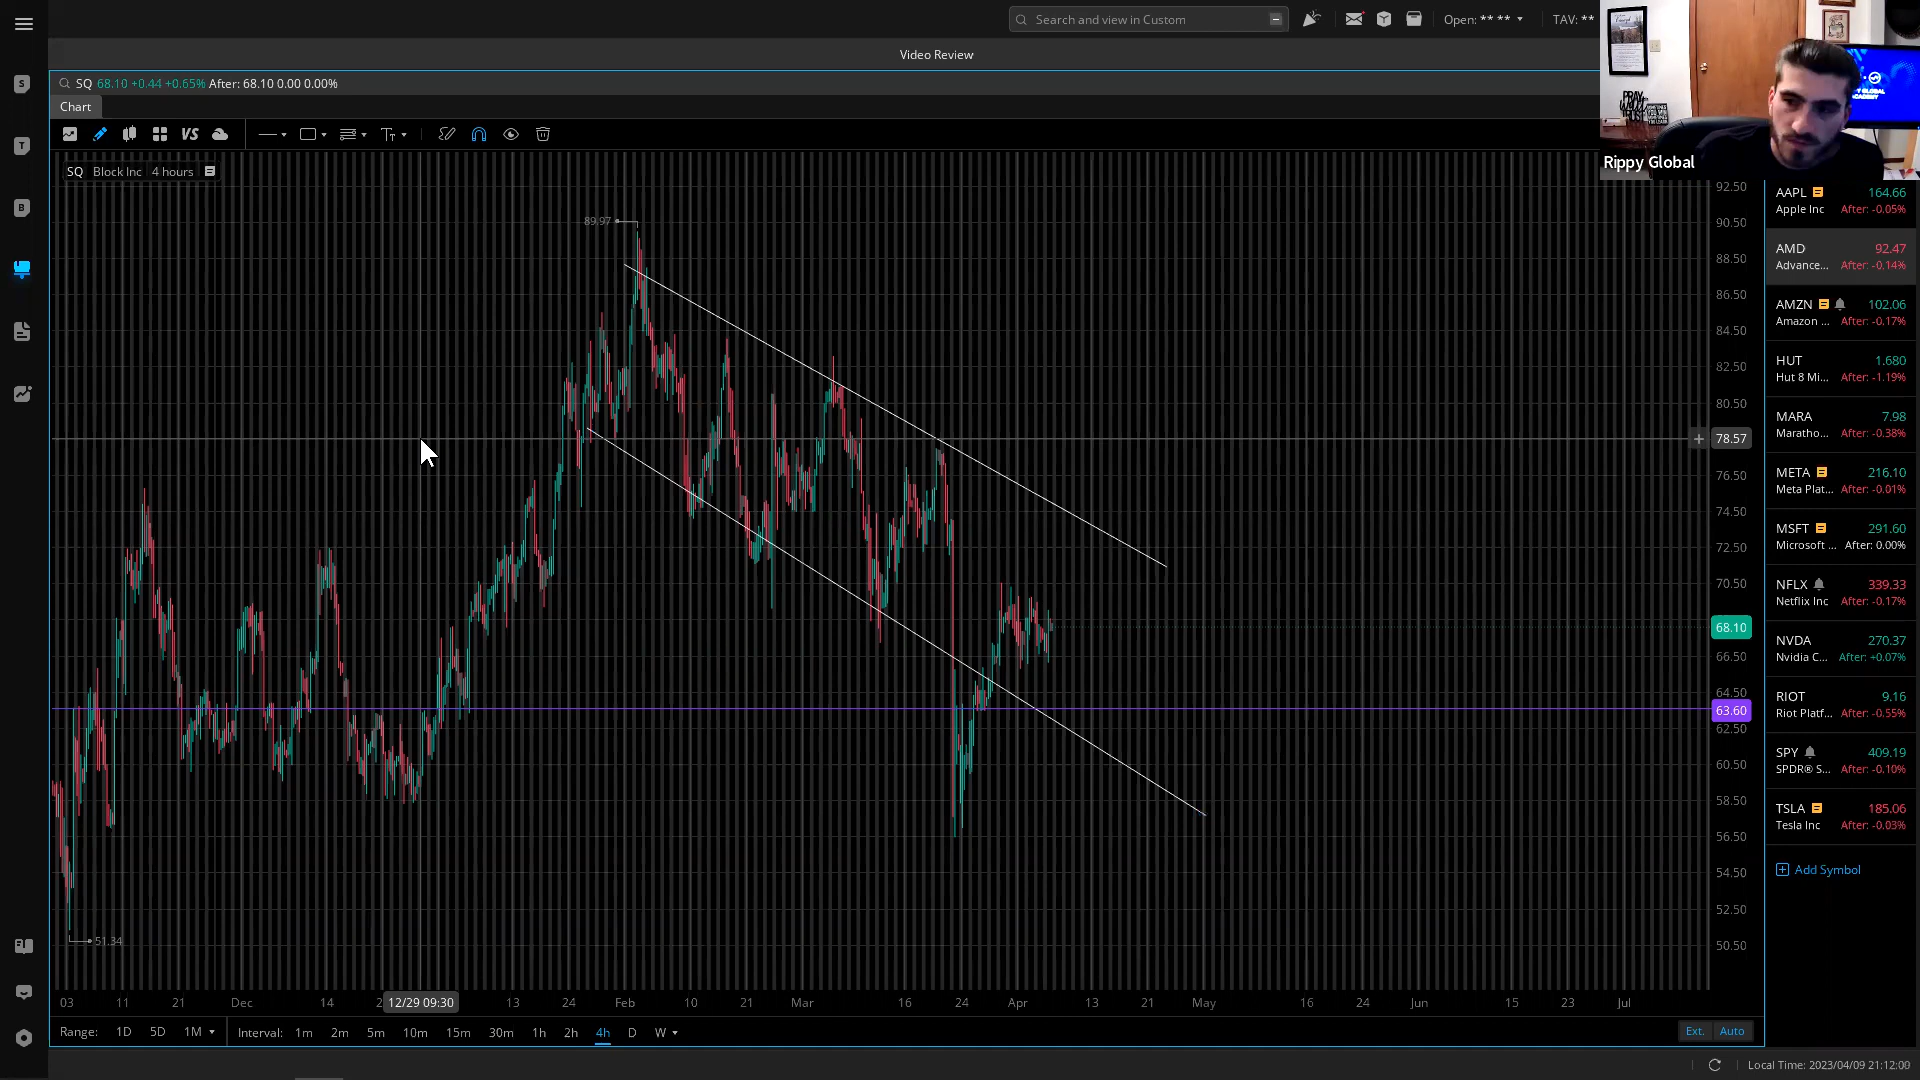 Search and view in Custom
Open: ** **
TAV: **
Video Review
SQ 68.10 +0.44 +0.65% After: 68.10 0.00 0.00%
Chart
VS
SQ Block Inc 4 hours
89.97
51.34
92.50
90.50
88.50
86.50
84.50
82.50
80.50
78.57
76.50
74.50
72.50
70.50
68.10
66.50
64.50
63.60
62.50
60.50
58.50
56.50
54.50
52.50
50.50
03 11 21 Dec 14 12/29 09:30 13 24 Feb 10 21 Mar 16 24 Apr 13 21 May 16 24 Jun 15 23 Jul
Range: 1D 5D 1M Interval: 1m 2m 5m 10m 15m 30m 1h 2h 4h D W
Ext. Auto
Local Time: 2023/04/09 21:12:00
PRAY
WAIT
TRUST
Rippy Global
AAPL 164.66
Apple Inc After: -0.05%
AMD 92.47
Advance... After: -0.14%
AMZN 102.06
Amazon ... After: -0.17%
HUT 1.680
Hut 8 Mi... After: -1.19%
MARA 7.98
Maratho... After: -0.38%
META 216.10
Meta Plat... After: -0.01%
MSFT 291.60
Microsoft ... After: 0.00%
NFLX 339.33
Netflix Inc After: -0.17%
NVDA 270.37
Nvidia C... After: +0.07%
RIOT 9.16
Riot Platf... After: -0.55%
SPY 409.19
SPDR® S... After: -0.10%
TSLA 185.06
Tesla Inc After: -0.03%
Add Symbol